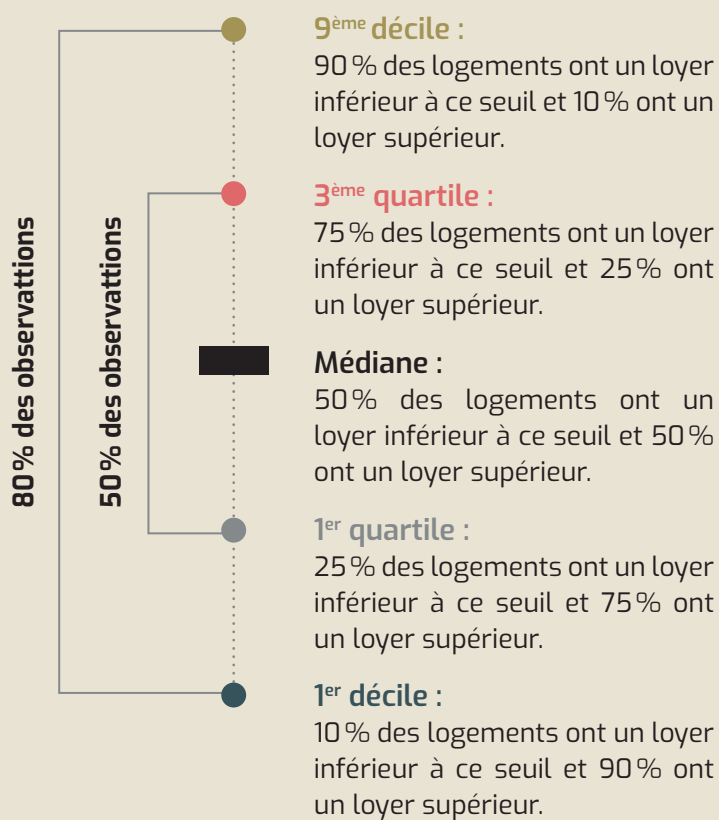 9ème décile :
90 % des logements ont un loyer
inférieur à ce seuil et 10 % ont un
loyer supérieur.
3ème quartile :
75 % des logements ont un loyer
inférieur à ce seuil et 25 % ont
un loyer supérieur.
Médiane :
50 % des logements ont un
loyer inférieur à ce seuil et 50 %
ont un loyer supérieur.
1er quartile :
25 % des logements ont un loyer
inférieur à ce seuil et 75 % ont
un loyer supérieur.
1er décile :
10 % des logements ont un loyer
inférieur à ce seuil et 90 % ont
un loyer supérieur.
80 % des observattions
50 % des observattions